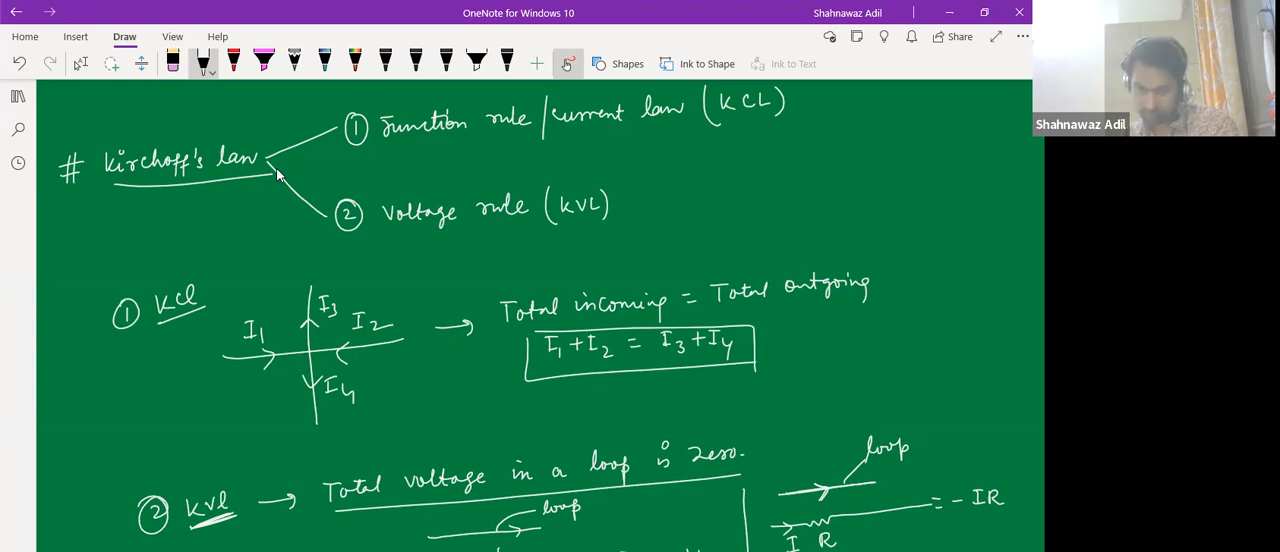 OneNote for Windows 10
Shahnawaz Adil
Home Insert Draw View Help
Share
Shapes
Ink to Shape
Ink to Text
Shahnawaz Adil
# Kirchoff's law
① Junction rule/current law (KCL)
② Voltage rule (KVL)
① KCl
I1
I3
I2
I4
→ Total incoming = Total outgoing
I1 + I2 = I3 + I4
② kvl → Total voltage in a loop is zero.
loop
loop
I R = - IR